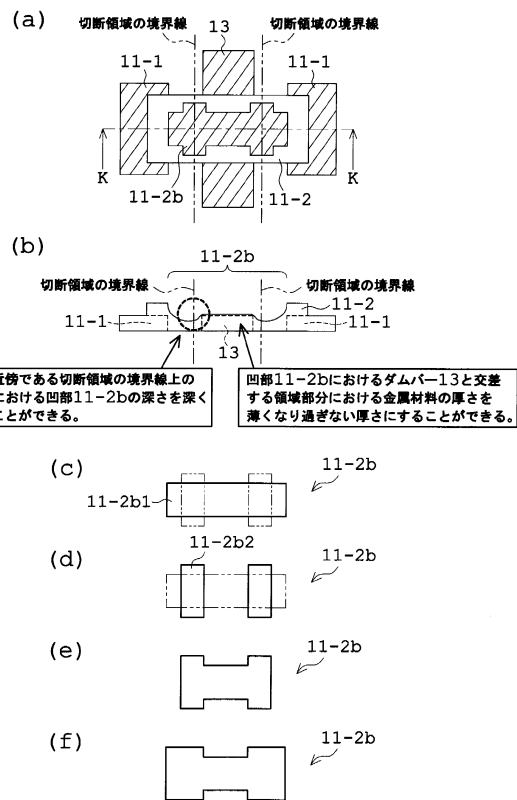 (a)
切断領域の境界線 13 切断領域の境界線
11-1 11-1
K K
11-2b 11-2
(b)
11-2b
切断領域の境界線 切断領域の境界線
11-2
11-1 11-1
13
近傍である切断領域の境界線上の
における凹部11-2bの深さを深く
ことができる。
凹部11-2bにおけるダムバー13と交差
する領域部分における金属材料の厚さを
薄くなり過ぎない厚さにすることができる。
(c)
11-2b
11-2b1
(d)
11-2b2
11-2b
(e)
11-2b
(f)
11-2b